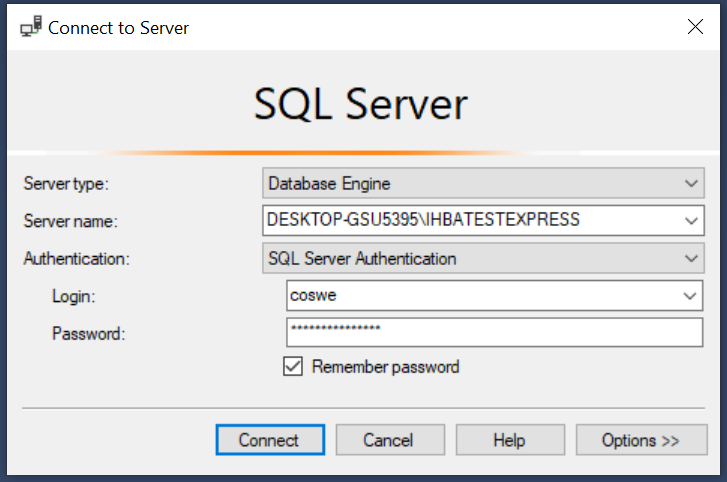 Connect to Server
SQL Server
Server type: Database Engine
Server name: DESKTOP-GSU5395\IHBATESTEXPRESS
Authentication: SQL Server Authentication
Login: coswe
Password: ***************
Remember password
Connect Cancel Help Options >>